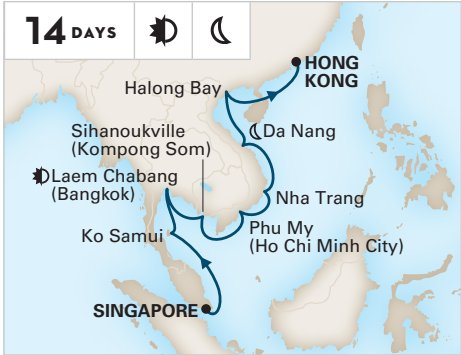 14 DAYS
HONG
KONG
Halong Bay
Da Nang
Sihanoukville
(Kompong Som)
Laem Chabang
(Bangkok)
Nha Trang
Phu My
(Ho Chi Minh City)
Ko Samui
SINGAPORE